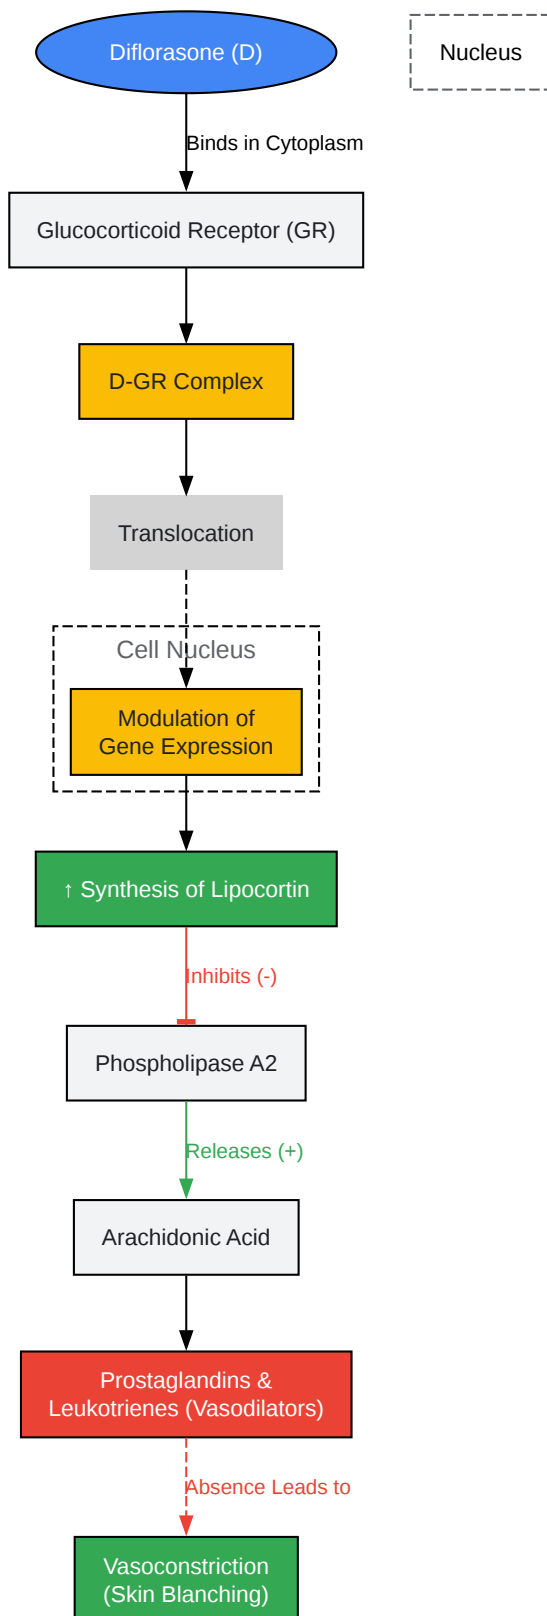 Diflorasone (D)
Nucleus
Binds in Cytoplasm
Glucocorticoid Receptor (GR)
D-GR Complex
Translocation
Cell Nucleus
Modulation of
Gene Expression
↑ Synthesis of Lipocortin
Inhibits (-)
Phospholipase A2
Releases (+)
Arachidonic Acid
Prostaglandins &
Leukotrienes (Vasodilators)
Absence Leads to
Vasoconstriction
(Skin Blanching)